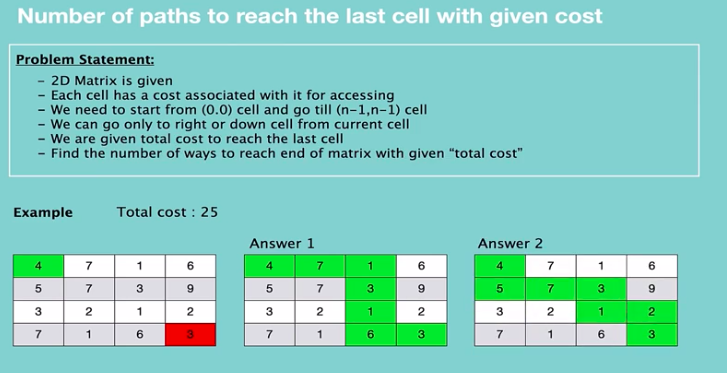 Number of paths to reach the last cell with given cost
Problem Statement:
– 2D Matrix is given
– Each cell has a cost associated with it for accessing
– We need to start from (0.0) cell and go till (n–1,n–1) cell
– We can go only to right or down cell from current cell
– We are given total cost to reach the last cell
– Find the number of ways to reach end of matrix with given “total cost”
Example Total cost : 25
Answer 1 Answer 2
4 7 1 6 4 7 1 6 4 7 1 6
5 7 3 9 5 7 3 9 5 7 3 9
3 2 1 2 3 2 1 2 3 2 1 2
7 1 6 3 7 1 6 3 7 1 6 3